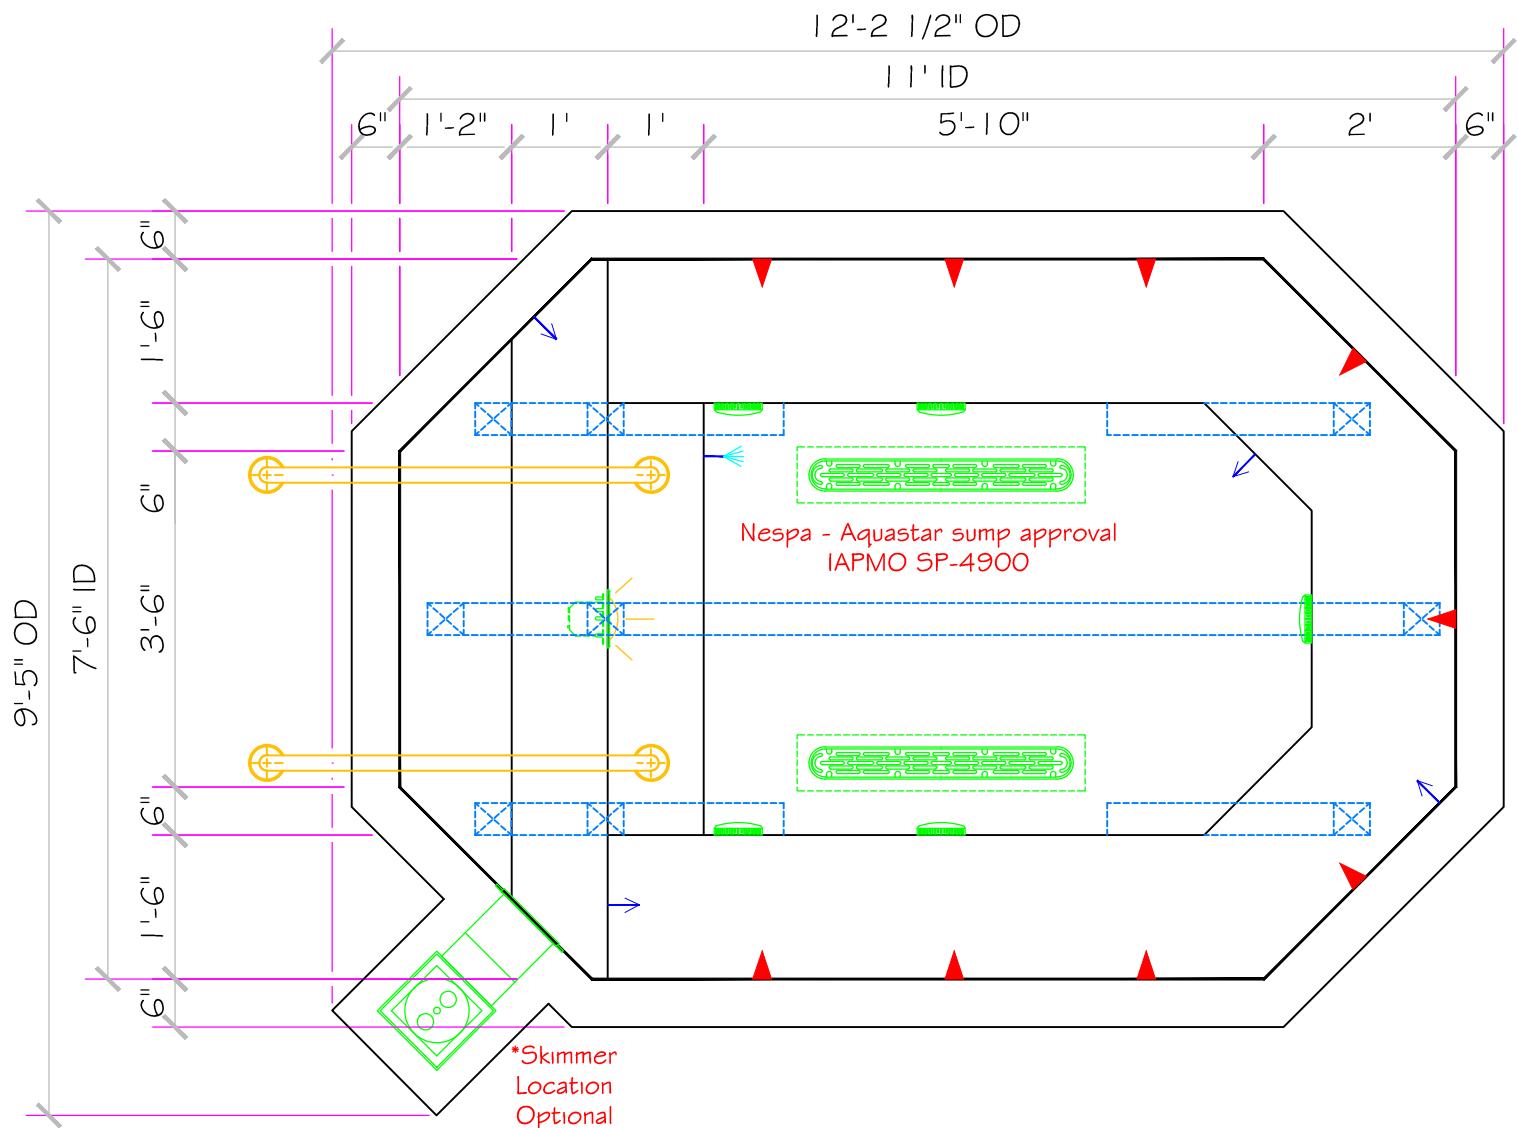 12'-2 1/2" OD
11' ID
6" 1'-2" 1' 1' 5'-10" 2' 6"
6"
1'-6"
6"
3'-6"
6"
1'-6"
6"
7'-6" ID
9'-5" OD
Nespa - Aquastar sump approval
IAPMO SP-4900
*Skimmer
Location
Optional